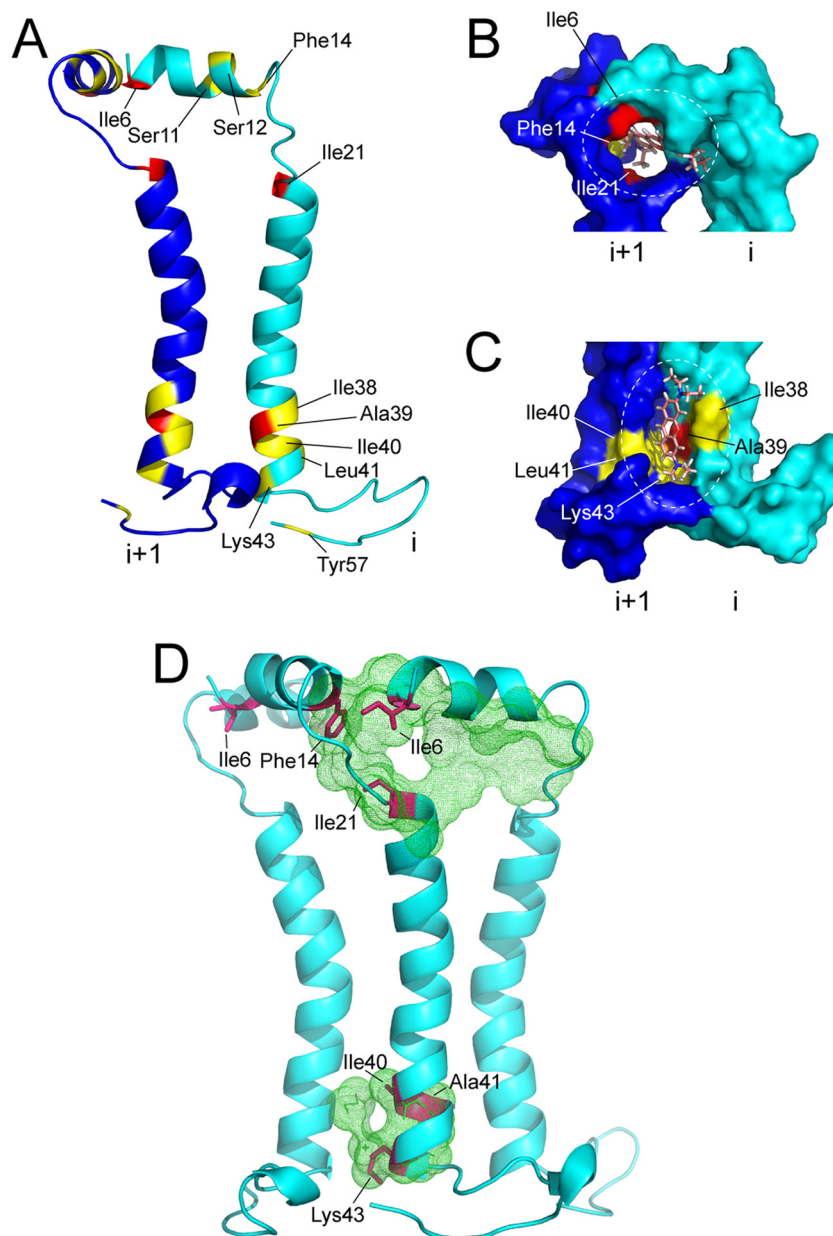 A
Phe14
Ile6
Ser11
Ser12
Ile21
Ile38
Ala39
Ile40
Leu41
Lys43
i+1
i
Tyr57
B
Ile6
Phe14
Ile21
i+1
i
C
Ile38
Ile40
Ala39
Leu41
Lys43
i+1
i
D
Ile6
Phe14
Ile6
Ile21
Ile40
Ala41
Lys43